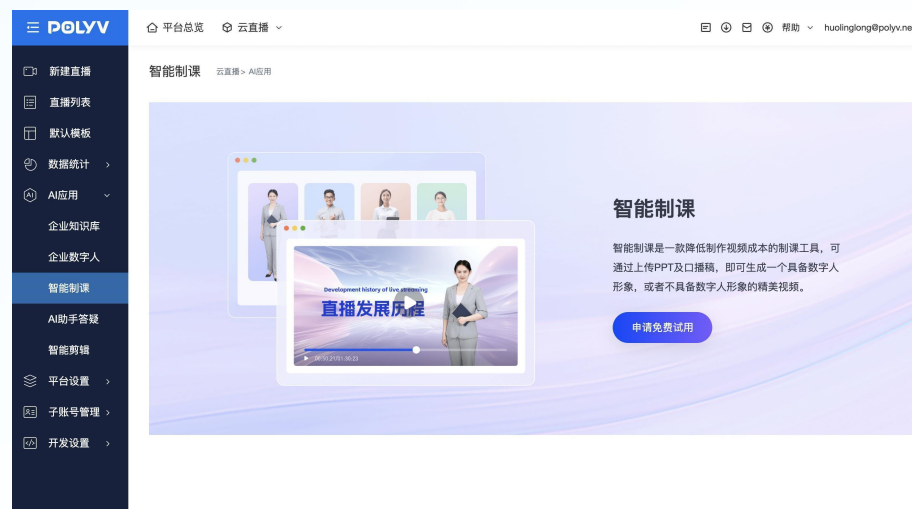 POLYV
平台总览
云直播
帮助
huolinglong@polyv.ne
新建直播
直播列表
默认模板
数据统计
AI应用
企业知识库
企业数字人
智能制课
AI助手答疑
智能剪辑
平台设置
子账号管理
开发设置
智能制课
云直播> AI应用
Development history of live streaming
直播发展历程
00:50:21/01:36:23
智能制课
智能制课是一款降低制作视频成本的制课工具，可
通过上传PPT及口播稿，即可生成一个具备数字人
形象，或者不具备数字人形象的精美视频。
申请免费试用